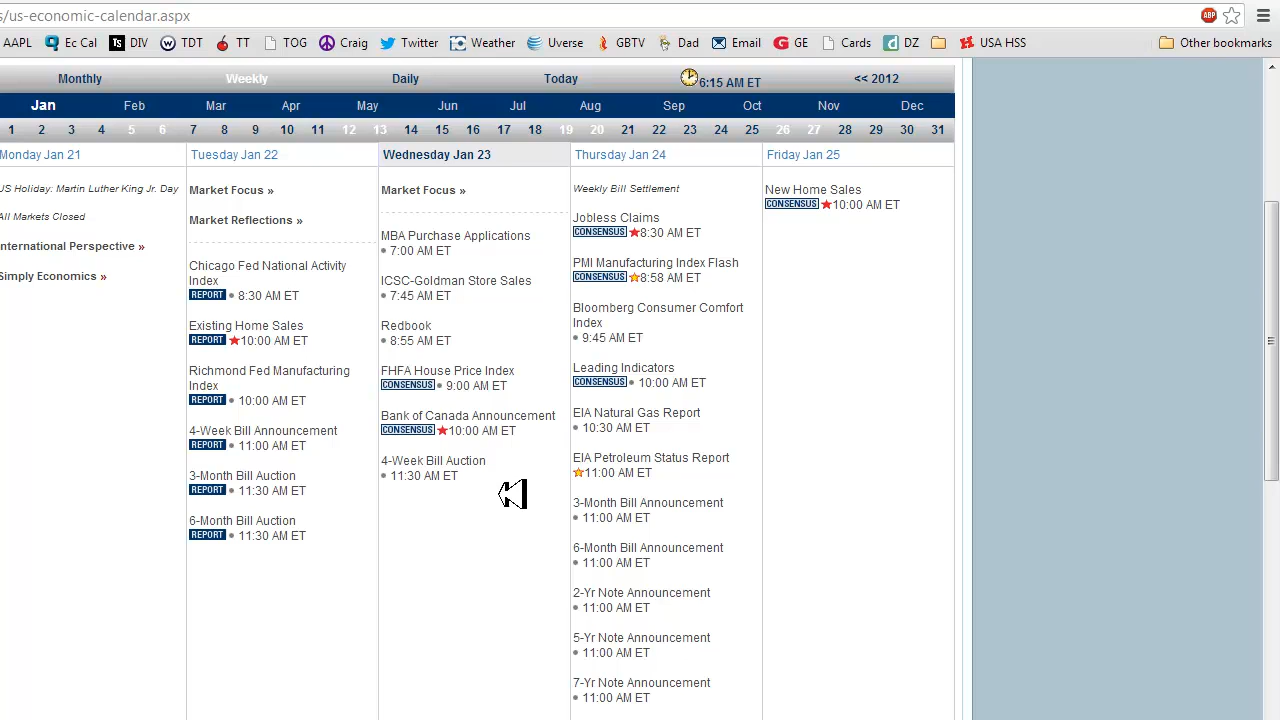 s/us-economic-calendar.aspx
ABP
AAPL Ec Cal Ts DIV TDT TT TOG Craig Twitter Weather Uverse GBTV Dad Email G GE Cards d DZ USA HSS Other bookmarks
Monthly Weekly Daily Today 6:15 AM ET << 2012
Jan Feb Mar Apr May Jun Jul Aug Sep Oct Nov Dec
1 2 3 4 5 6 7 8 9 10 11 12 13 14 15 16 17 18 19 20 21 22 23 24 25 26 27 28 29 30 31
Monday Jan 21
US Holiday: Martin Luther King Jr. Day
All Markets Closed
International Perspective »
Simply Economics »
Tuesday Jan 22
Market Focus »
Market Reflections »
Chicago Fed National Activity
Index
REPORT • 8:30 AM ET
Existing Home Sales
REPORT ★10:00 AM ET
Richmond Fed Manufacturing
Index
REPORT • 10:00 AM ET
4-Week Bill Announcement
REPORT • 11:00 AM ET
3-Month Bill Auction
REPORT • 11:30 AM ET
6-Month Bill Auction
REPORT • 11:30 AM ET
Wednesday Jan 23
Market Focus »
MBA Purchase Applications
• 7:00 AM ET
ICSC-Goldman Store Sales
• 7:45 AM ET
Redbook
• 8:55 AM ET
FHFA House Price Index
CONSENSUS • 9:00 AM ET
Bank of Canada Announcement
CONSENSUS ★10:00 AM ET
4-Week Bill Auction
• 11:30 AM ET
Thursday Jan 24
Weekly Bill Settlement
Jobless Claims
CONSENSUS ★8:30 AM ET
PMI Manufacturing Index Flash
CONSENSUS ★8:58 AM ET
Bloomberg Consumer Comfort
Index
• 9:45 AM ET
Leading Indicators
CONSENSUS • 10:00 AM ET
EIA Natural Gas Report
• 10:30 AM ET
EIA Petroleum Status Report
★11:00 AM ET
3-Month Bill Announcement
• 11:00 AM ET
6-Month Bill Announcement
• 11:00 AM ET
2-Yr Note Announcement
• 11:00 AM ET
5-Yr Note Announcement
• 11:00 AM ET
7-Yr Note Announcement
• 11:00 AM ET
Friday Jan 25
New Home Sales
CONSENSUS ★10:00 AM ET